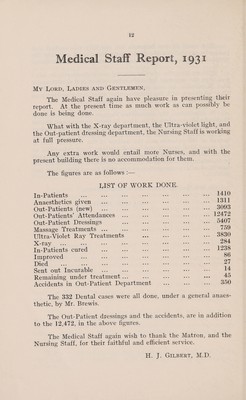 12
Medical Staff Report, 1931
MY LORD, LADIES AND GENTLEMEN,
The Medical Staff again have pleasure in presenting their
report. At the present time as much work as can possibly be
done is being done.
What with the X-ray department, the Ultra-violet light, and
the Out-patient dressing department, the Nursing Staff is working
at full pressure.
Any extra work would entail more Nurses, and with the
present building there is no accommodation for them.
The figures are as follows :—
LIST OF WORK DONE.
In-Patients ... ... ... ... ... ... 1410
Anaesthetics given ... ... ... ... ... 1311
Out-Patients (new) ... ... ... ... ... 3093
Out-Patients' Attendances ... ... ... ... 12472
Out-Patient Dressings ... ... ... ... 5407
Massage Treatments ... ... ... ... ... 759
Ultra-Violet Ray Treatments ... ... ... 3830
X-ray ... ... ... ... ... ... 284
In-Patients cured ... ... ... ... ... 1238
Improved ... ... ... ... ... ... 86
Died ... ... ... ... ... ... 27
Sent out Incurable ... ... ... ... ... 14
Remaining under treatment ... ... ... ... 45
Accidents in Out-Patient Department ... ... 350
The 332 Dental cases were all done, under a general anaes-
thetic, by Mr. Brewis.
The Out-Patient dressings and the accidents, are in addition
to the 12,472, in the above figures.
The Medical Staff again wish to thank the Matron, and the
Nursing Staff, for their faithful and efficient service.
H. J. GILBERT, M.D.